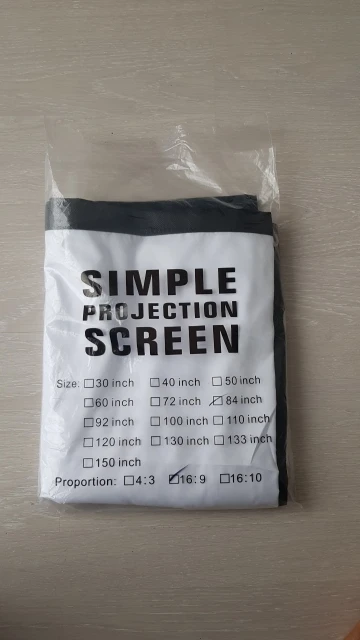 SIMPLE
PROJECTION
SCREEN
Size: ☐30 inch ☐40 inch ☐50 inch
☐60 inch ☐72 inch ☑84 inch
☐92 inch ☐100 inch ☐110 inch
☐120 inch ☐130 inch ☐133 inch
☐150 inch
Proportion: ☐4:3 ☑16:9 ☐16:10